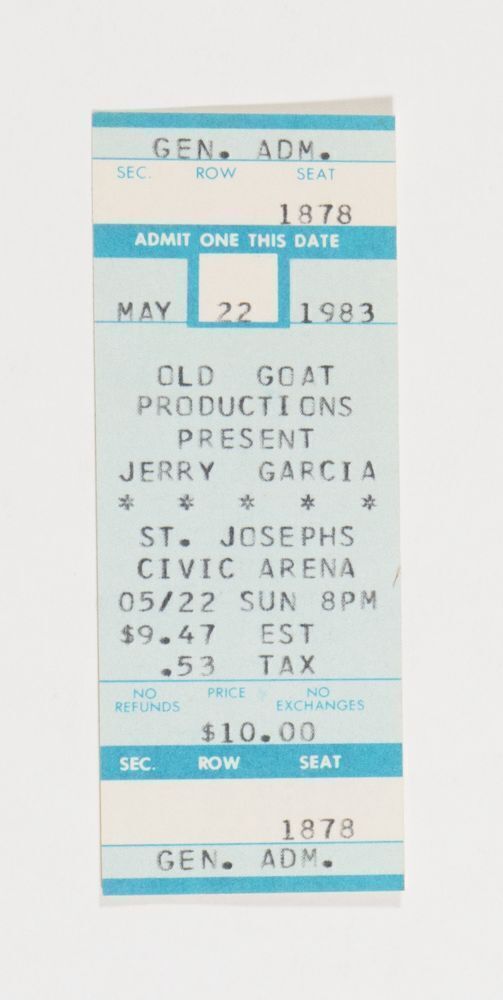 GEN. ADM.
SEC. ROW SEAT
1878
ADMIT ONE THIS DATE
MAY 22 1983
OLD GOAT
PRODUCTIONS
PRESENT
JERRY GARCIA
* * * * *
ST. JOSEPHS
CIVIC ARENA
05/22 SUN 8PM
$9.47 EST
.53 TAX
NO REFUNDS PRICE NO EXCHANGES
$10.00
SEC. ROW SEAT
1878
GEN. ADM.